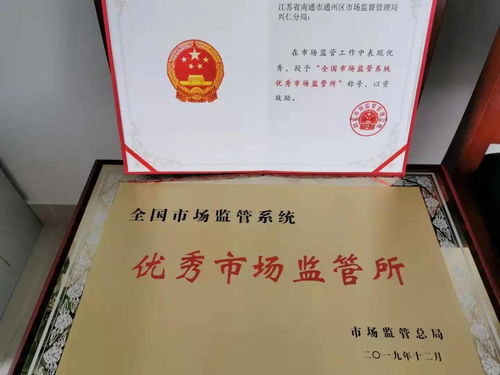 江苏省南通市通州区市场监督管理局
兴仁分局：
在市场监管工作中表现优
秀，授予“全国市场监管系统
优秀市场监管所”称号，以资
鼓励。
全国市场监管系统
优秀市场监管所
市场监管总局
二〇一九年十二月